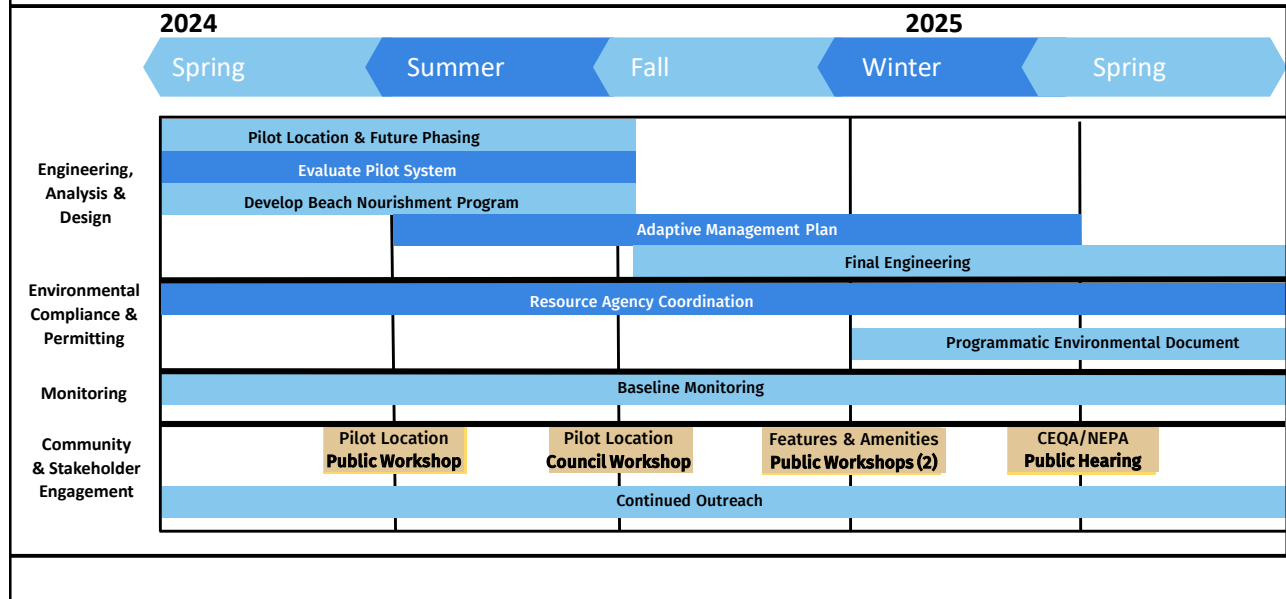 2024
2025
Spring
Summer
Fall
Winter
Spring
Engineering,
Analysis &
Design
Pilot Location & Future Phasing
Evaluate Pilot System
Develop Beach Nourishment Program
Adaptive Management Plan
Final Engineering
Environmental
Compliance &
Permitting
Resource Agency Coordination
Programmatic Environmental Document
Monitoring
Baseline Monitoring
Community
& Stakeholder
Engagement
Pilot Location
Public Workshop
Pilot Location
Council Workshop
Features & Amenities
Public Workshops (2)
CEQA/NEPA
Public Hearing
Continued Outreach